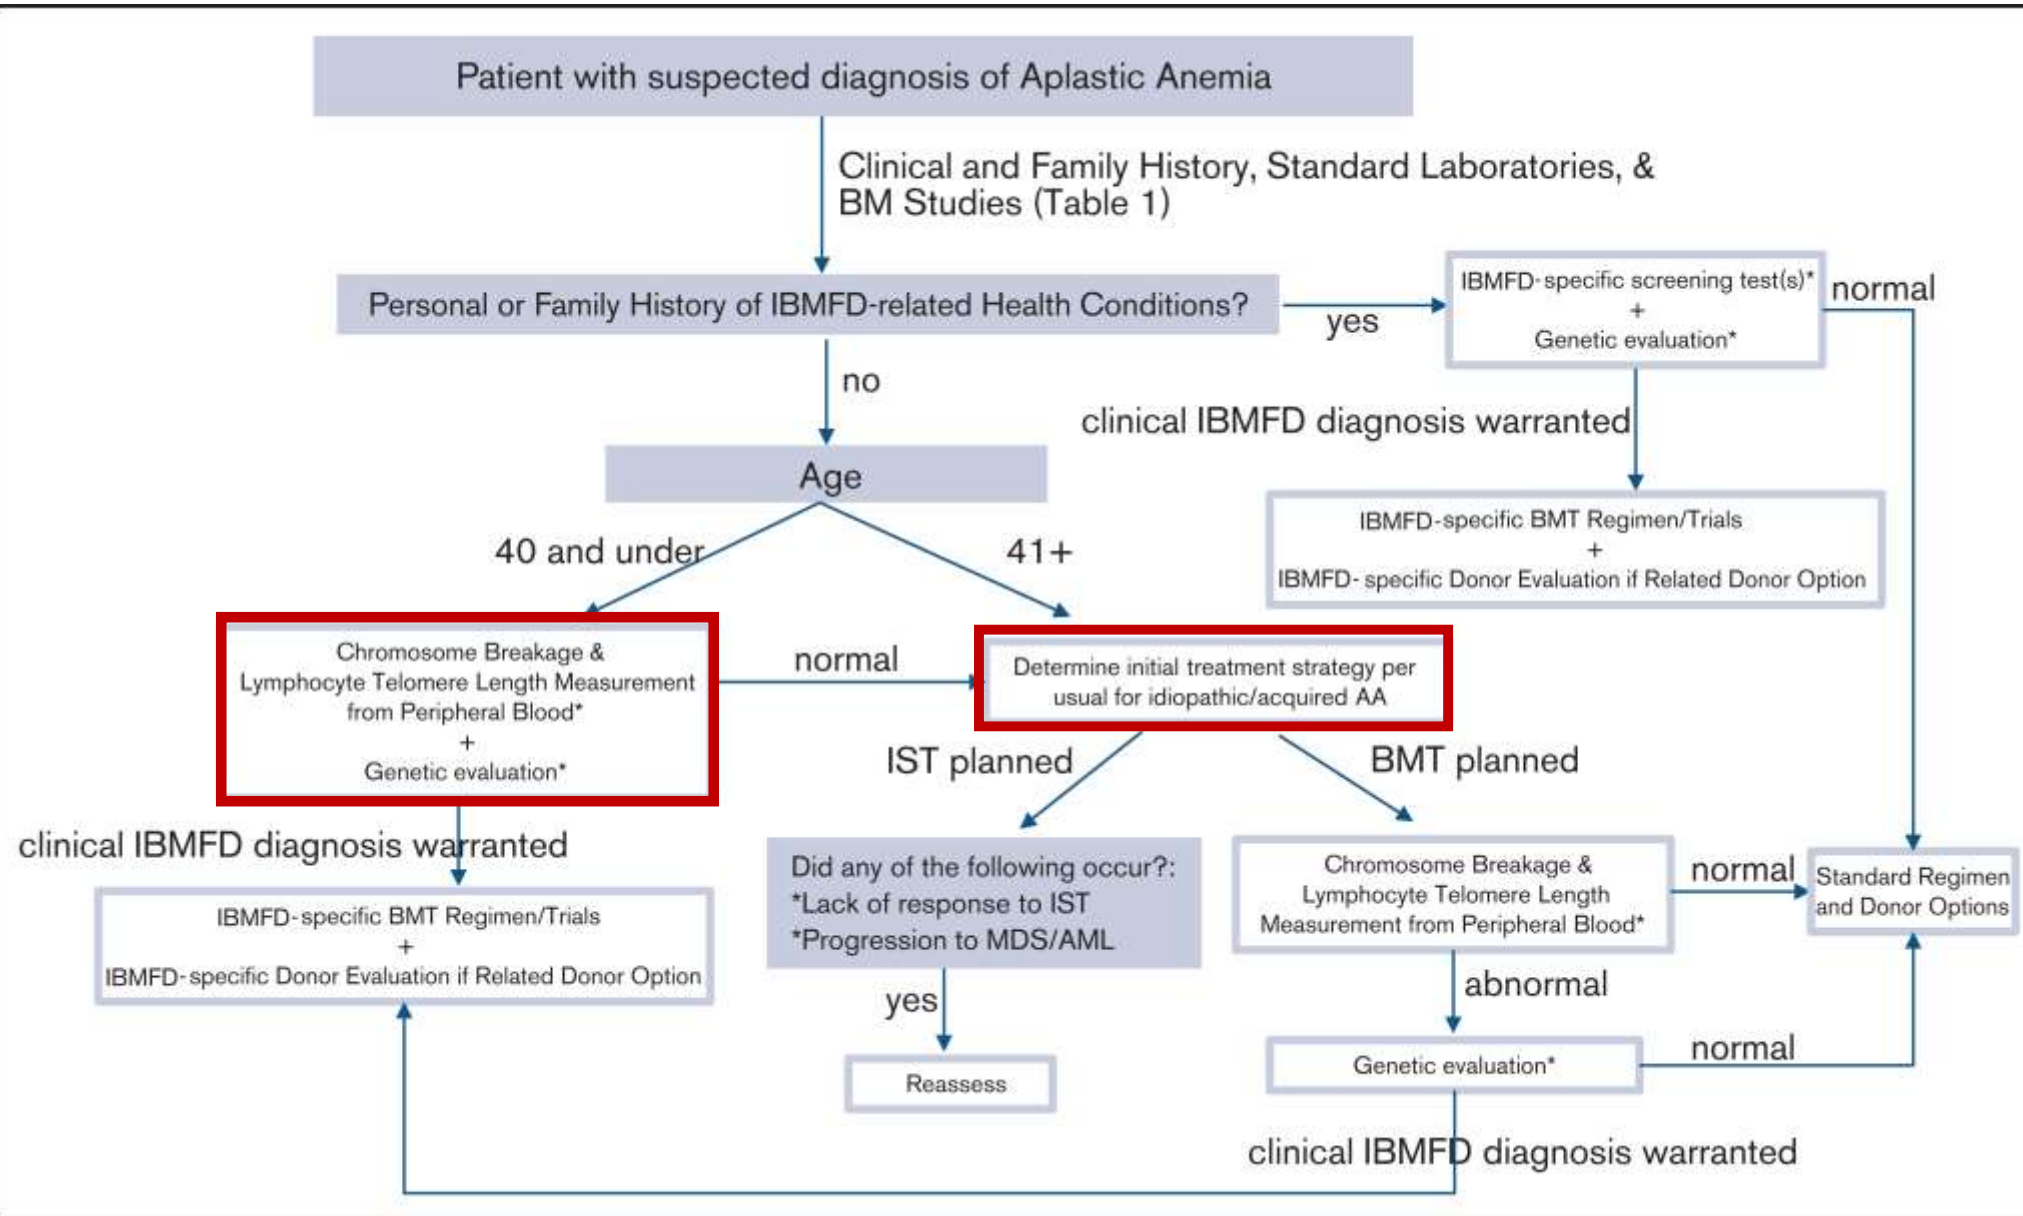 Patient with suspected diagnosis of Aplastic Anemia
Clinical and Family History, Standard Laboratories, &
BM Studies (Table 1)
Personal or Family History of IBMFD-related Health Conditions?
yes
IBMFD-specific screening test(s)*
+
Genetic evaluation*
normal
no
clinical IBMFD diagnosis warranted
Age
IBMFD-specific BMT Regimen/Trials
+
IBMFD- specific Donor Evaluation if Related Donor Option
40 and under
41+
Chromosome Breakage &
Lymphocyte Telomere Length Measurement
from Peripheral Blood*
+
Genetic evaluation*
normal
Determine initial treatment strategy per
usual for idiopathic/acquired AA
IST planned
BMT planned
clinical IBMFD diagnosis warranted
IBMFD-specific BMT Regimen/Trials
+
IBMFD-specific Donor Evaluation if Related Donor Option
Did any of the following occur?:
*Lack of response to IST
*Progression to MDS/AML
yes
Reassess
Chromosome Breakage &
Lymphocyte Telomere Length
Measurement from Peripheral Blood*
normal
Standard Regimen
and Donor Options
abnormal
Genetic evaluation*
normal
clinical IBMFD diagnosis warranted